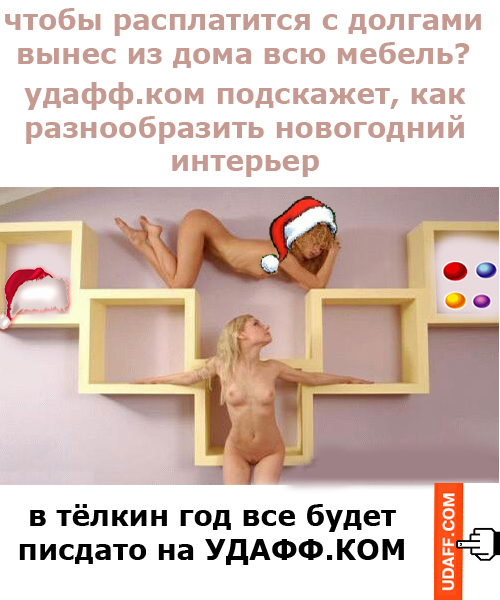 чтобы расплатится с долгами
вынес из дома всю мебель?
удафф.ком подскажет, как
разнообразить новогодний
интерьер
в тёлкин год все будет
писдато на УДАФФ.КОМ
UDAFF.COM